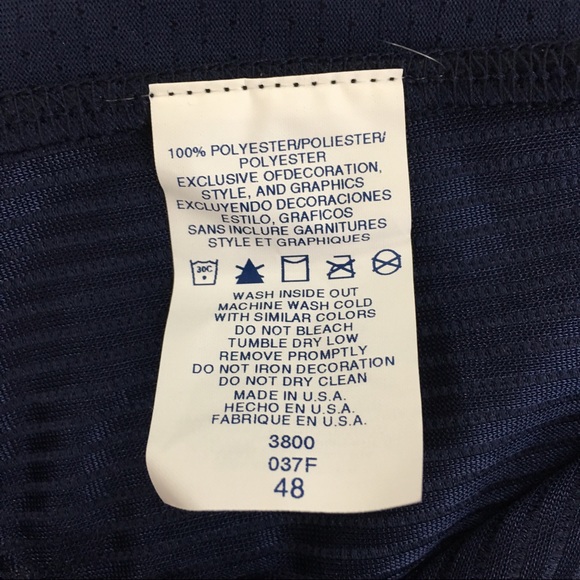 100% POLYESTER/POLIESTER/
POLYESTER
EXCLUSIVE OFDECORATION,
STYLE, AND GRAPHICS
EXCLUYENDO DECORACIONES
ESTILO, GRAFICOS
SANS INCLURE GARNITURES
STYLE ET GRAPHIQUES
30C
WASH INSIDE OUT
MACHINE WASH COLD
WITH SIMILAR COLORS
DO NOT BLEACH
TUMBLE DRY LOW
REMOVE PROMPTLY
DO NOT IRON DECORATION
DO NOT DRY CLEAN
MADE IN U.S.A.
HECHO EN U.S.A.
FABRIQUE EN U.S.A.
3800
037F
48